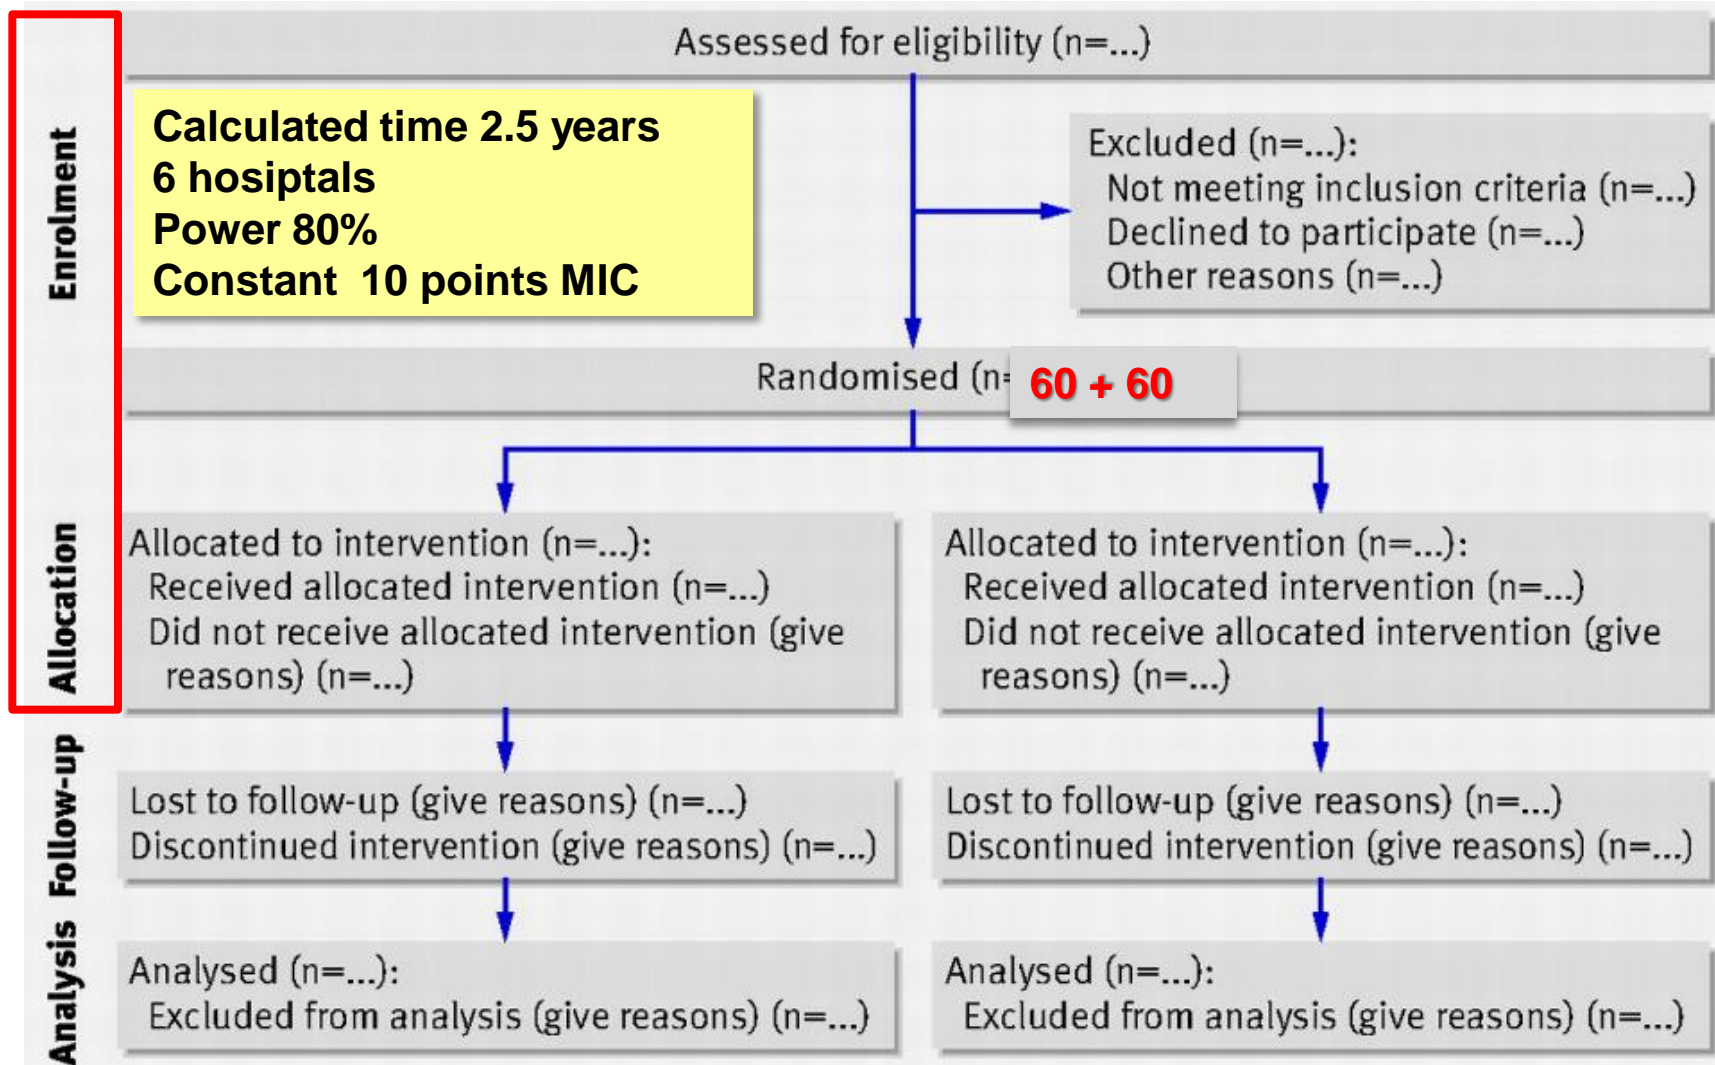 Assessed for eligibility (n=...)
Enrolment
Calculated time 2.5 years
6 hosiptals
Power 80%
Constant  10 points MIC
Excluded (n=...):
Not meeting inclusion criteria (n=...)
Declined to participate (n=...)
Other reasons (n=...)
Randomised (n= 60 + 60
Allocation
Allocated to intervention (n=...):
Received allocated intervention (n=...)
Did not receive allocated intervention (give
reasons) (n=...)
Allocated to intervention (n=...):
Received allocated intervention (n=...)
Did not receive allocated intervention (give
reasons) (n=...)
Follow-up
Lost to follow-up (give reasons) (n=...)
Discontinued intervention (give reasons) (n=...)
Lost to follow-up (give reasons) (n=...)
Discontinued intervention (give reasons) (n=...)
Analysis
Analysed (n=...):
Excluded from analysis (give reasons) (n=...)
Analysed (n=...):
Excluded from analysis (give reasons) (n=...)